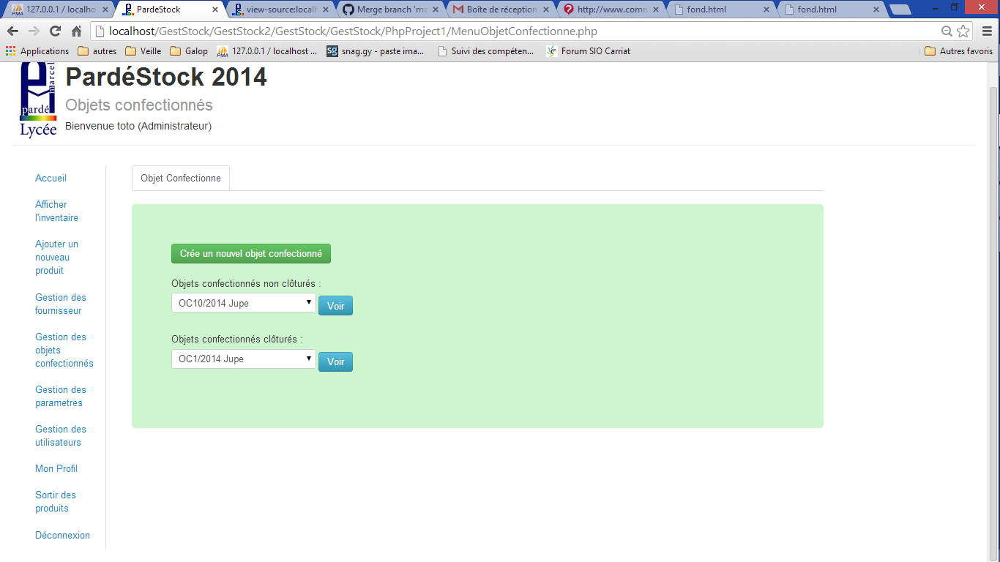 127.0.0.1 / localho
PardeStock
view-source:locall
Merge branch 'ma
Boîte de réception
http://www.comm
fond.html
fond.html
localhost/GestStock/GestStock2/GestStock/GestStock/PhpProject1/MenuObjetConfectionne.php
Applications
autres
Veille
Galop
127.0.0.1 / localhost ...
snag.gy - paste ima...
Suivi des compéten...
Forum SIO Carriat
Autres favoris
marcel
pardé
Lycée
PardéStock 2014
Objets confectionnés
Bienvenue toto (Administrateur)
Accueil
Afficher
l'inventaire
Ajouter un
nouveau
produit
Gestion des
fournisseur
Gestion des
objets
confectionnés
Gestion des
parametres
Gestion des
utilisateurs
Mon Profil
Sortir des
produits
Déconnexion
Objet Confectionne
Crée un nouvel objet confectionné
Objets confectionnés non clôturés :
OC10/2014 Jupe
Voir
Objets confectionnés clôturés :
OC1/2014 Jupe
Voir